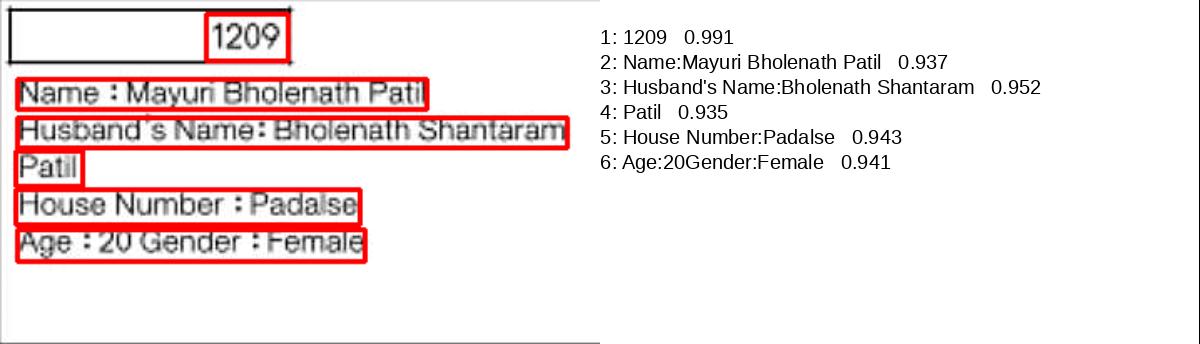 1209
Name : Mayuri Bholenath Patil
Husband's Name: Bholenath Shantaram
Patil
House Number : Padalse
Age : 20 Gender : Female
1: 1209 0.991
2: Name:Mayuri Bholenath Patil 0.937
3: Husband's Name:Bholenath Shantaram 0.952
4: Patil 0.935
5: House Number:Padalse 0.943
6: Age:20Gender:Female 0.941